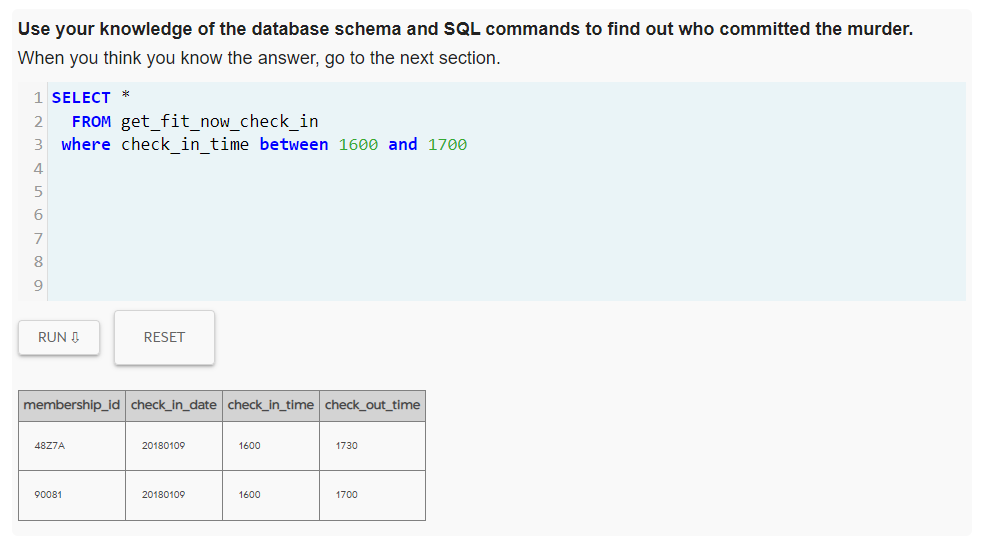 Use your knowledge of the database schema and SQL commands to find out who committed the murder.
When you think you know the answer, go to the next section.
1 SELECT *
2 FROM get_fit_now_check_in
3 where check_in_time between 1600 and 1700
4
5
6
7
8
9
RUN ⇩ RESET
membership_id check_in_date check_in_time check_out_time
48Z7A 20180109 1600 1730
90081 20180109 1600 1700